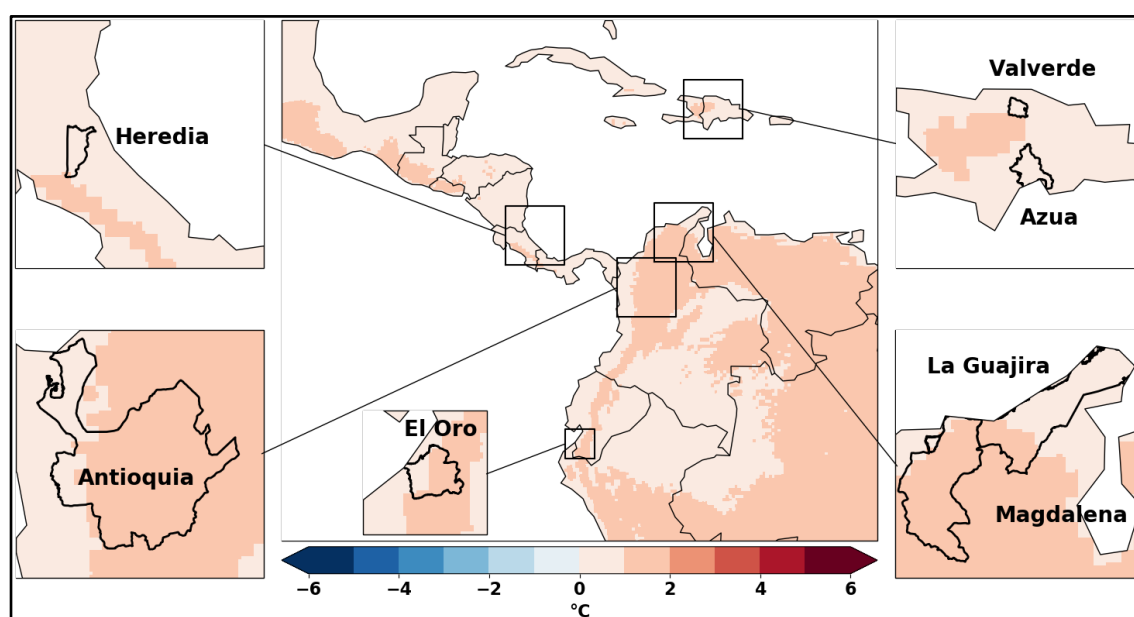 Heredia
Valverde
Azua
Antioquia
El Oro
La Guajira
Magdalena
−6 −4 −2 0 2 4 6
°C